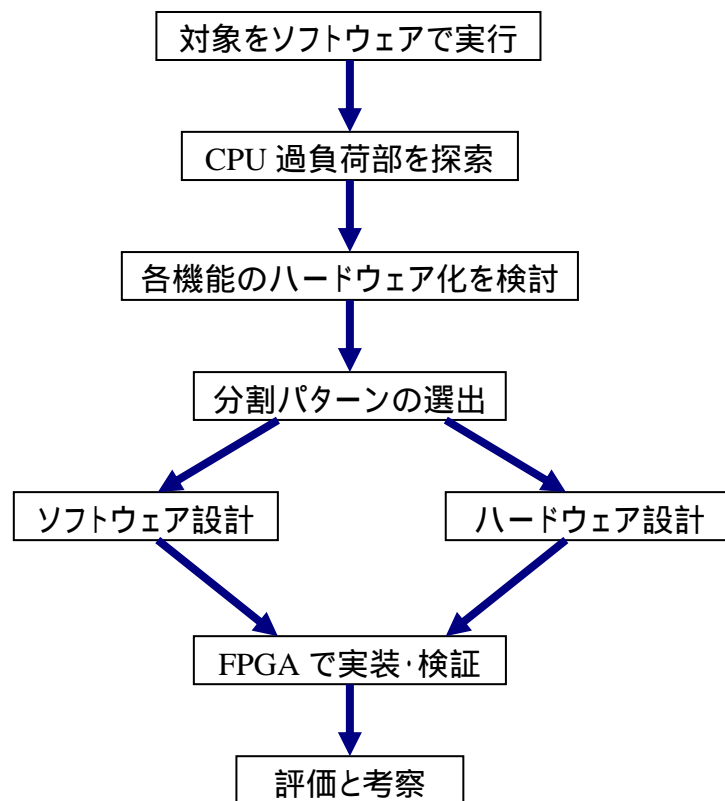 対象をソフトウェアで実行
CPU 過負荷部を探索
各機能のハードウェア化を検討
分割パターンの選出
ソフトウェア設計
ハードウェア設計
FPGA で実装・検証
評価と考察